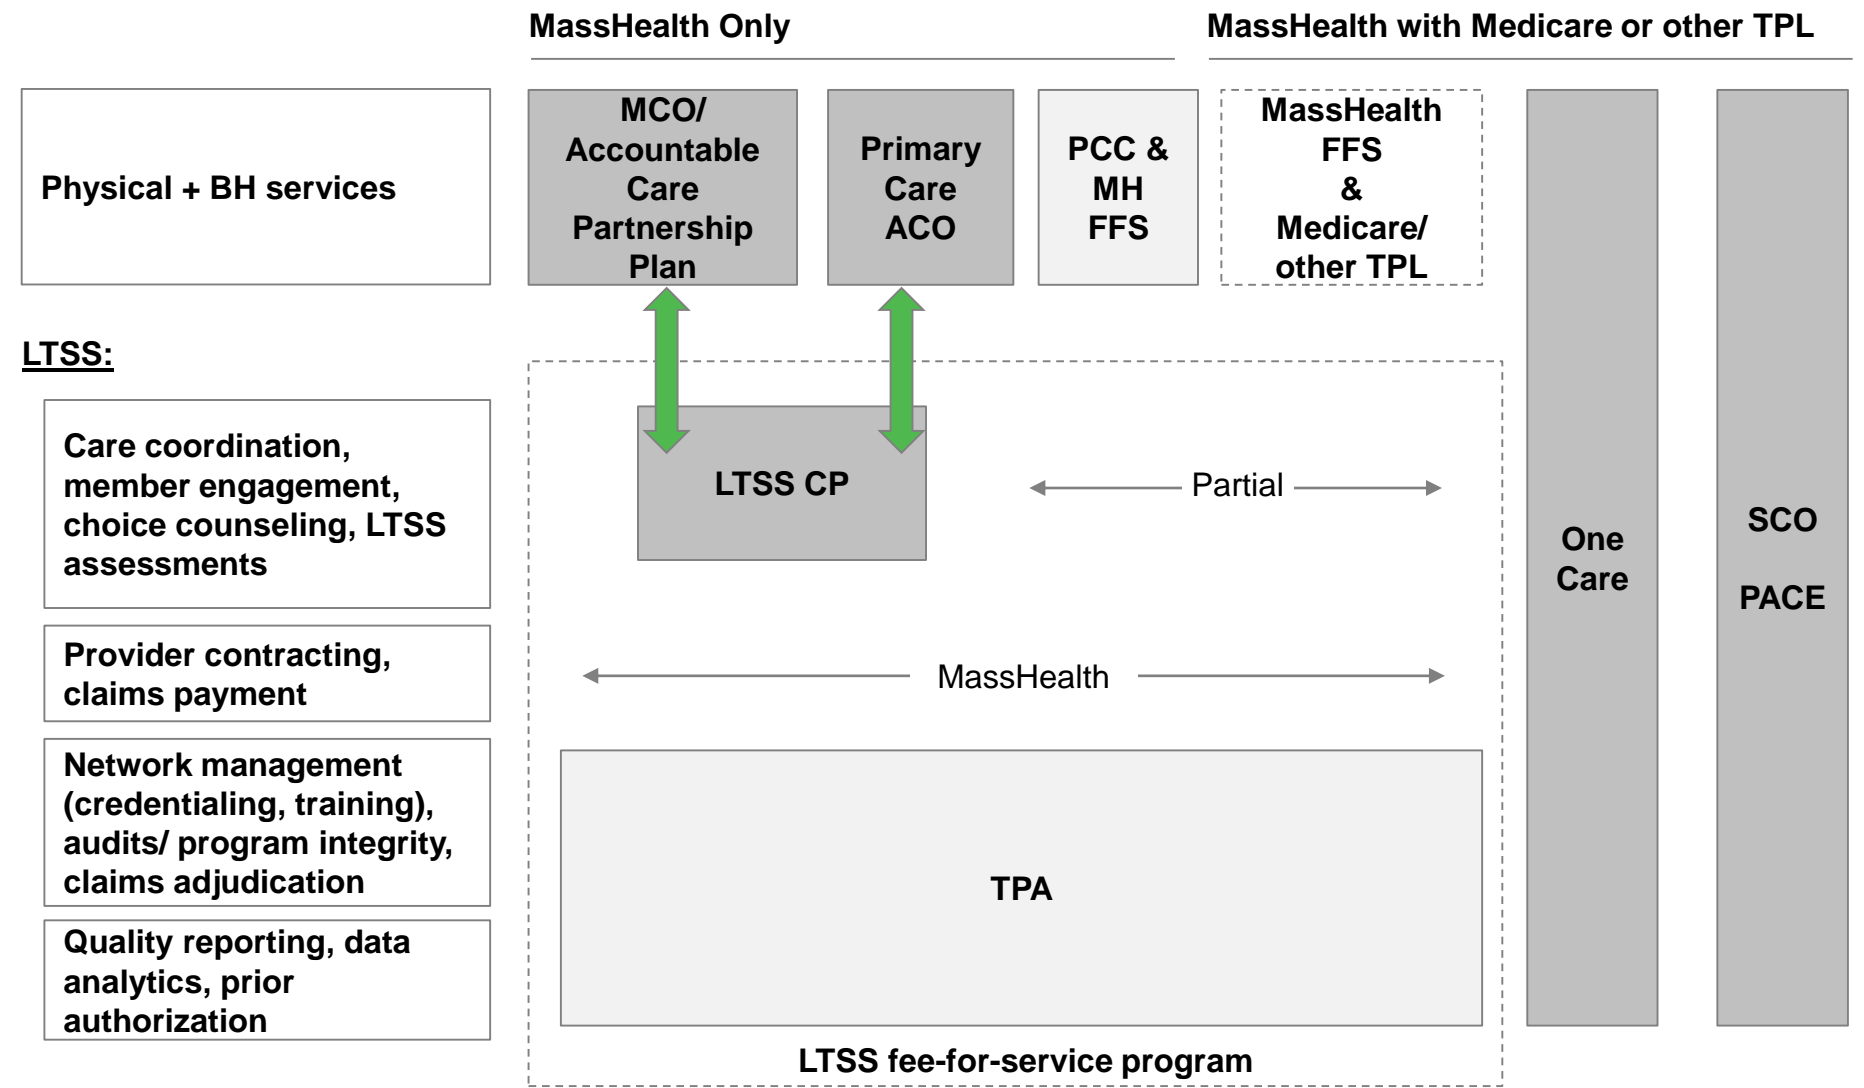 MassHealth Only
MassHealth with Medicare or other TPL
Physical + BH services
MCO/
Accountable
Care
Partnership
Plan
Primary
Care
ACO
PCC &
MH
FFS
MassHealth
FFS
&
Medicare/
other TPL
LTSS:
Care coordination,
member engagement,
choice counseling, LTSS
assessments
LTSS CP
Partial
One
Care
SCO
PACE
Provider contracting,
claims payment
MassHealth
Network management
(credentialing, training),
audits/ program integrity,
claims adjudication
TPA
Quality reporting, data
analytics, prior
authorization
LTSS fee-for-service program